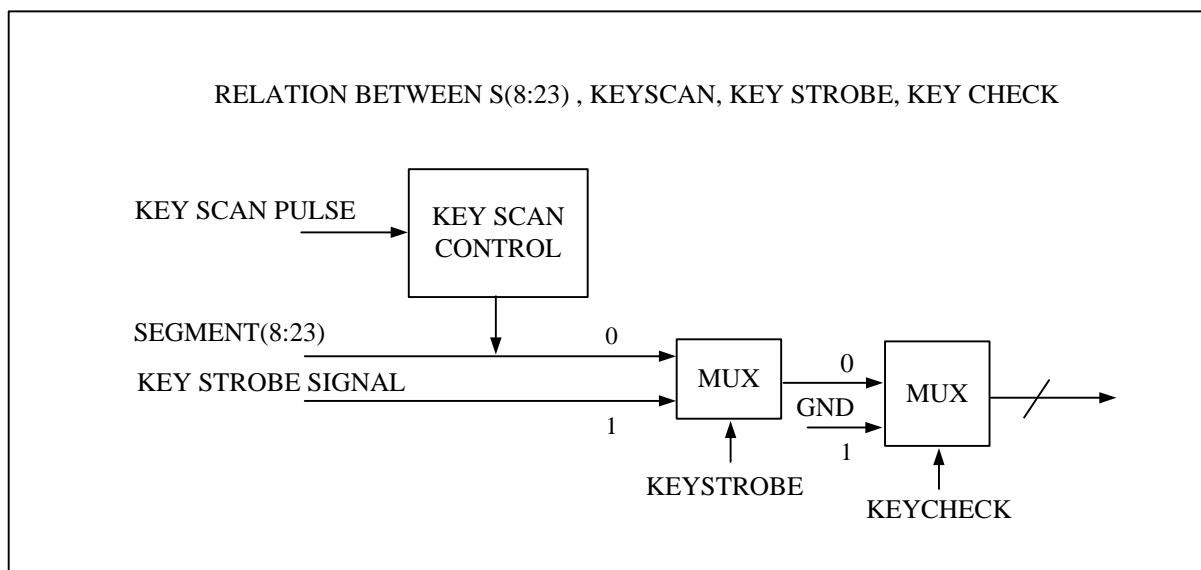 RELATION BETWEEN S(8:23) , KEYSCAN, KEY STROBE, KEY CHECK
KEY SCAN PULSE
KEY SCAN
CONTROL
SEGMENT(8:23)
0
KEY STROBE SIGNAL
1
MUX
0
GND
1
MUX
KEYSTROBE
KEYCHECK